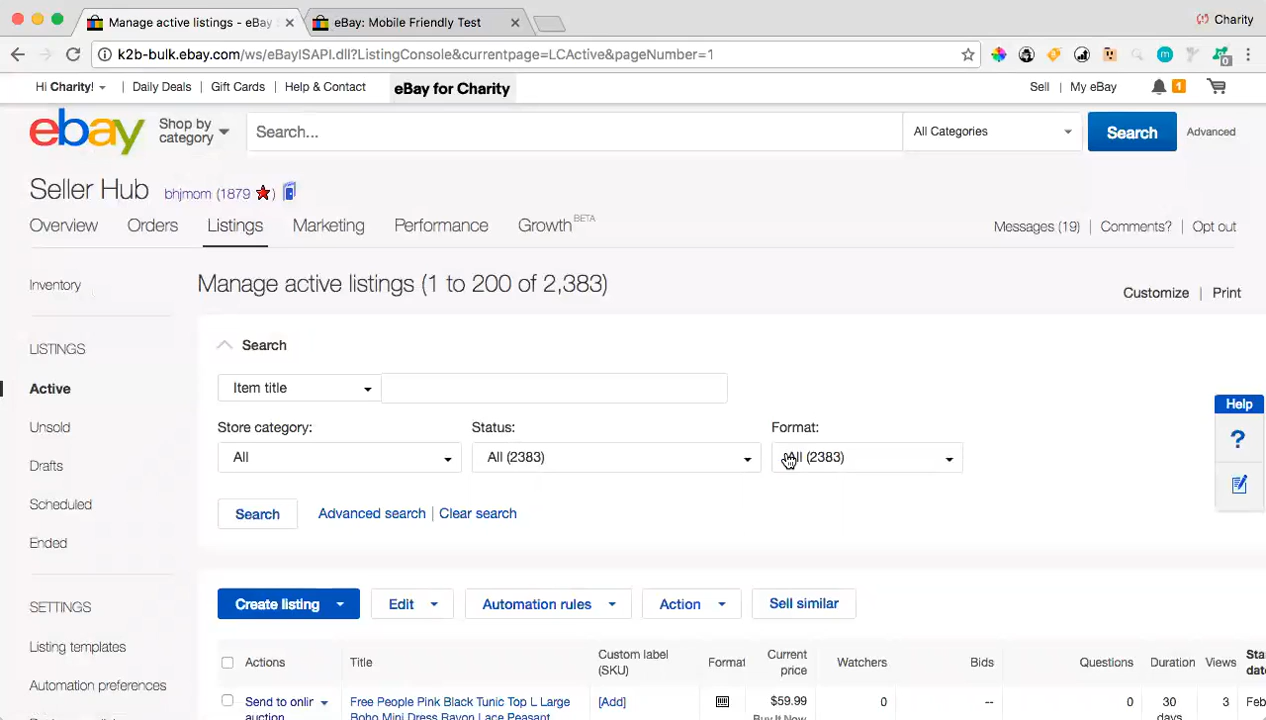 Manage active listings - eBay
eBay: Mobile Friendly Test
Charity
k2b-bulk.ebay.com/ws/eBayISAPI.dll?ListingConsole&currentpage=LCActive&pageNumber=1
0
Hi Charity!
Daily Deals
Gift Cards
Help & Contact
eBay for Charity
Sell
My eBay
1
ebay
Shop by
category
Search...
All Categories
Search
Advanced
Seller Hub
bhjmom (1879 )
Overview
Orders
Listings
Marketing
Performance
Growth BETA
Messages (19)
Comments?
Opt out
Inventory
LISTINGS
Active
Unsold
Drafts
Scheduled
Ended
SETTINGS
Listing templates
Automation preferences
Manage active listings (1 to 200 of 2,383)
Customize | Print
Search
Item title
Store category:
Status:
Format:
All
All (2383)
All (2383)
Search
Advanced search | Clear search
Help
?
Create listing
Edit
Automation rules
Action
Sell similar
Actions
Title
Custom label
(SKU)
Format
Current
price
Watchers
Bids
Questions
Duration
Views
Sta
dat
Send to onlir
auction
Free People Pink Black Tunic Top L Large
Boho Mini Dress Rayon Lace Peasant
[Add]
$59.99
Buy It Now
0
--
0
30
days
3
Feb